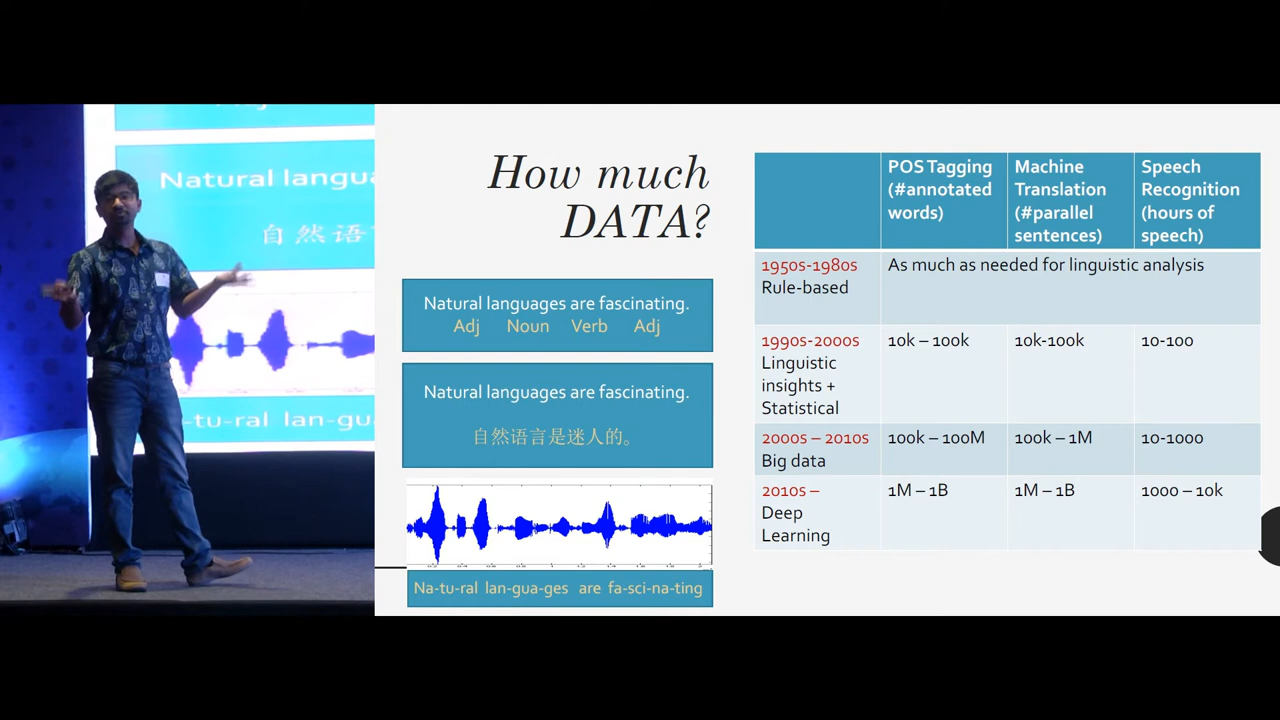 Natural langua
自然语
-tu-ral lan-gua
How much
DATA?
Natural languages are fascinating.
Adj Noun Verb Adj
Natural languages are fascinating.
自然语言是迷人的。
Na-tu-ral lan-gua-ges are fa-sci-na-ting
POS Tagging
(#annotated
words)
Machine
Translation
(#parallel
sentences)
Speech
Recognition
(hours of
speech)
1950s-1980s
Rule-based
As much as needed for linguistic analysis
1990s-2000s
Linguistic
insights +
Statistical
10k – 100k
10k-100k
10-100
2000s – 2010s
Big data
100k – 100M
100k – 1M
10-1000
2010s –
Deep
Learning
1M – 1B
1M – 1B
1000 – 10k